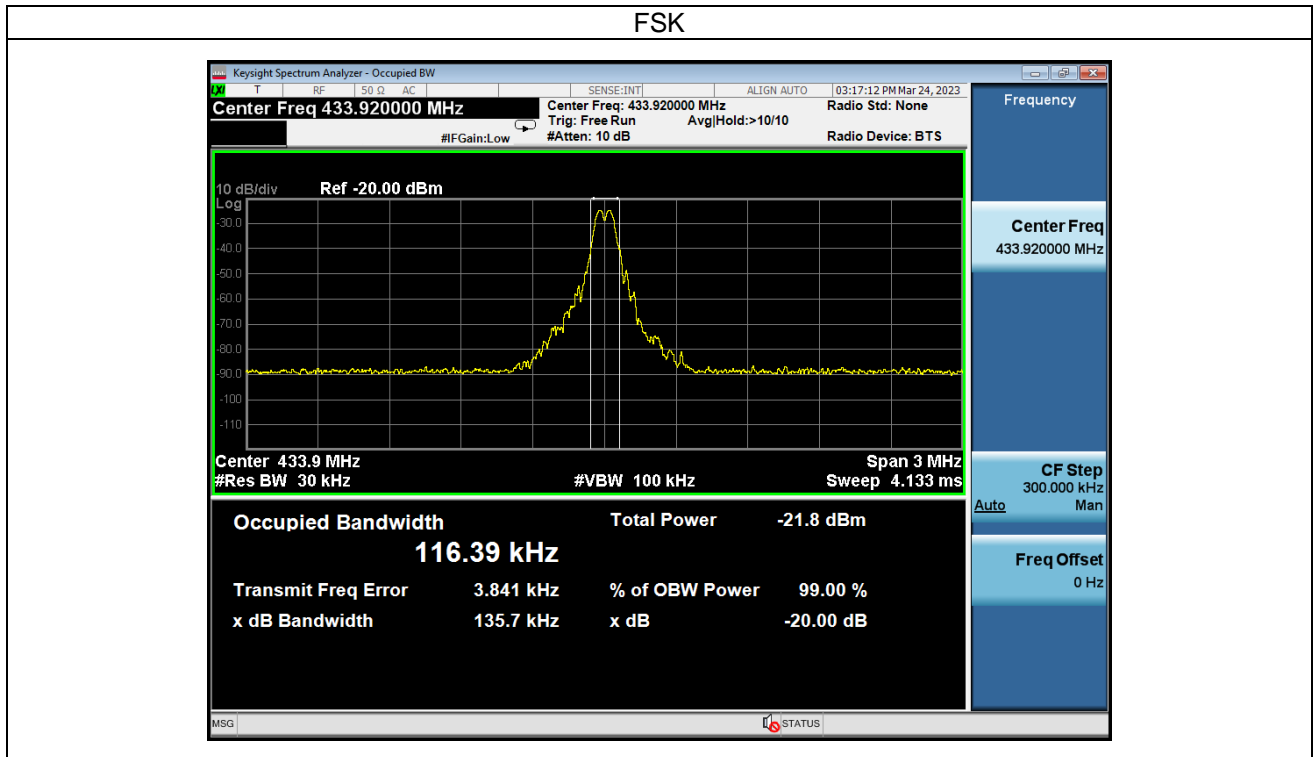 FSK
Keysight Spectrum Analyzer - Occupied BW
LXI T RF 50 Ω AC SENSE:INT ALIGN AUTO 03:17:12 PM Mar 24, 2023
Center Freq 433.920000 MHz
Center Freq: 433.920000 MHz Radio Std: None
Trig: Free Run Avg|Hold:>10/10
#IFGain:Low #Atten: 10 dB Radio Device: BTS
Frequency
10 dB/div Ref -20.00 dBm
Log
-30.0
-40.0
-50.0
-60.0
-70.0
-80.0
-90.0
-100
-110
Center 433.9 MHz Span 3 MHz
#Res BW 30 kHz #VBW 100 kHz Sweep 4.133 ms
Center Freq
433.920000 MHz
CF Step
300.000 kHz
Auto Man
Freq Offset
0 Hz
Occupied Bandwidth Total Power -21.8 dBm
116.39 kHz
Transmit Freq Error 3.841 kHz % of OBW Power 99.00 %
x dB Bandwidth 135.7 kHz x dB -20.00 dB
MSG STATUS